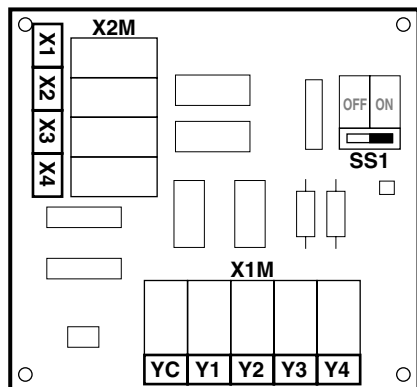 X2M
X1
X2
X3
X4
OFF ON
SS1
X1M
YC Y1 Y2 Y3 Y4